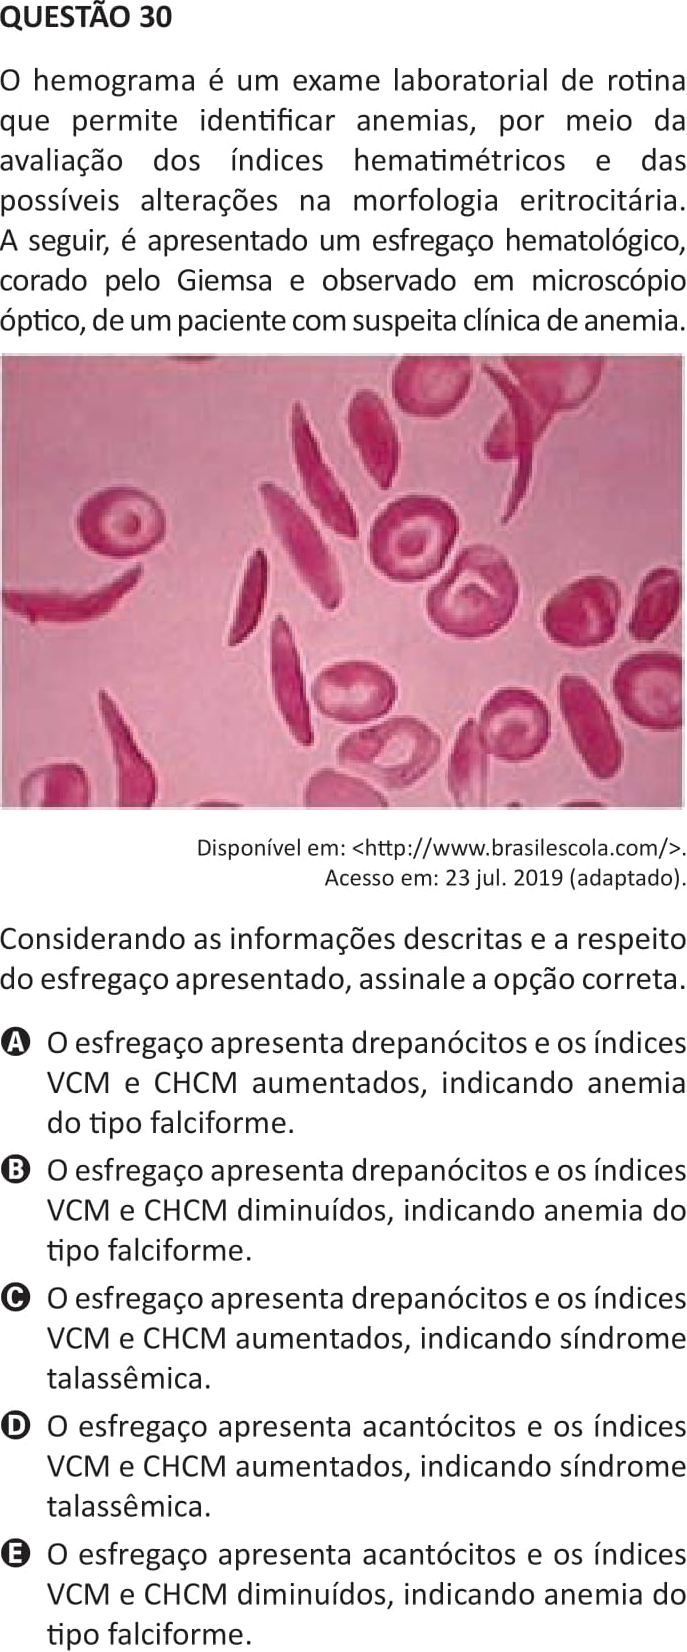 QUESTÃO 30
O hemograma é um exame laboratorial de rotina
que permite identificar anemias, por meio da
avaliação dos índices hematimétricos e das
possíveis alterações na morfologia eritrocitária.
A seguir, é apresentado um esfregaço hematológico,
corado pelo Giemsa e observado em microscópio
óptico, de um paciente com suspeita clínica de anemia.
Disponível em: <http://www.brasilescola.com/>.
Acesso em: 23 jul. 2019 (adaptado).
Considerando as informações descritas e a respeito
do esfregaço apresentado, assinale a opção correta.
A O esfregaço apresenta drepanócitos e os índices
VCM e CHCM aumentados, indicando anemia
do tipo falciforme.
B O esfregaço apresenta drepanócitos e os índices
VCM e CHCM diminuídos, indicando anemia do
tipo falciforme.
C O esfregaço apresenta drepanócitos e os índices
VCM e CHCM aumentados, indicando síndrome
talassêmica.
D O esfregaço apresenta acantócitos e os índices
VCM e CHCM aumentados, indicando síndrome
talassêmica.
E O esfregaço apresenta acantócitos e os índices
VCM e CHCM diminuídos, indicando anemia do
tipo falciforme.